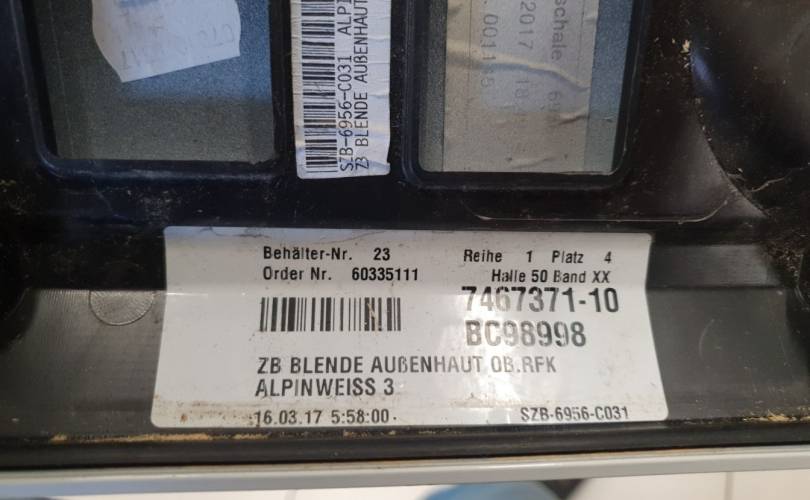 SZB-6956-C031 ALPI
ZB BLENDE AUßENHAUT
schale
2017
001135
Behälter-Nr. 23
Reihe 1 Platz 4
Order Nr. 60335111
Halle 50 Band XX
7467371-10
BC98998
ZB BLENDE AUßENHAUT OB.RFK
ALPINWEISS 3
16.03.17 5:58:00
SZB-6956-C031